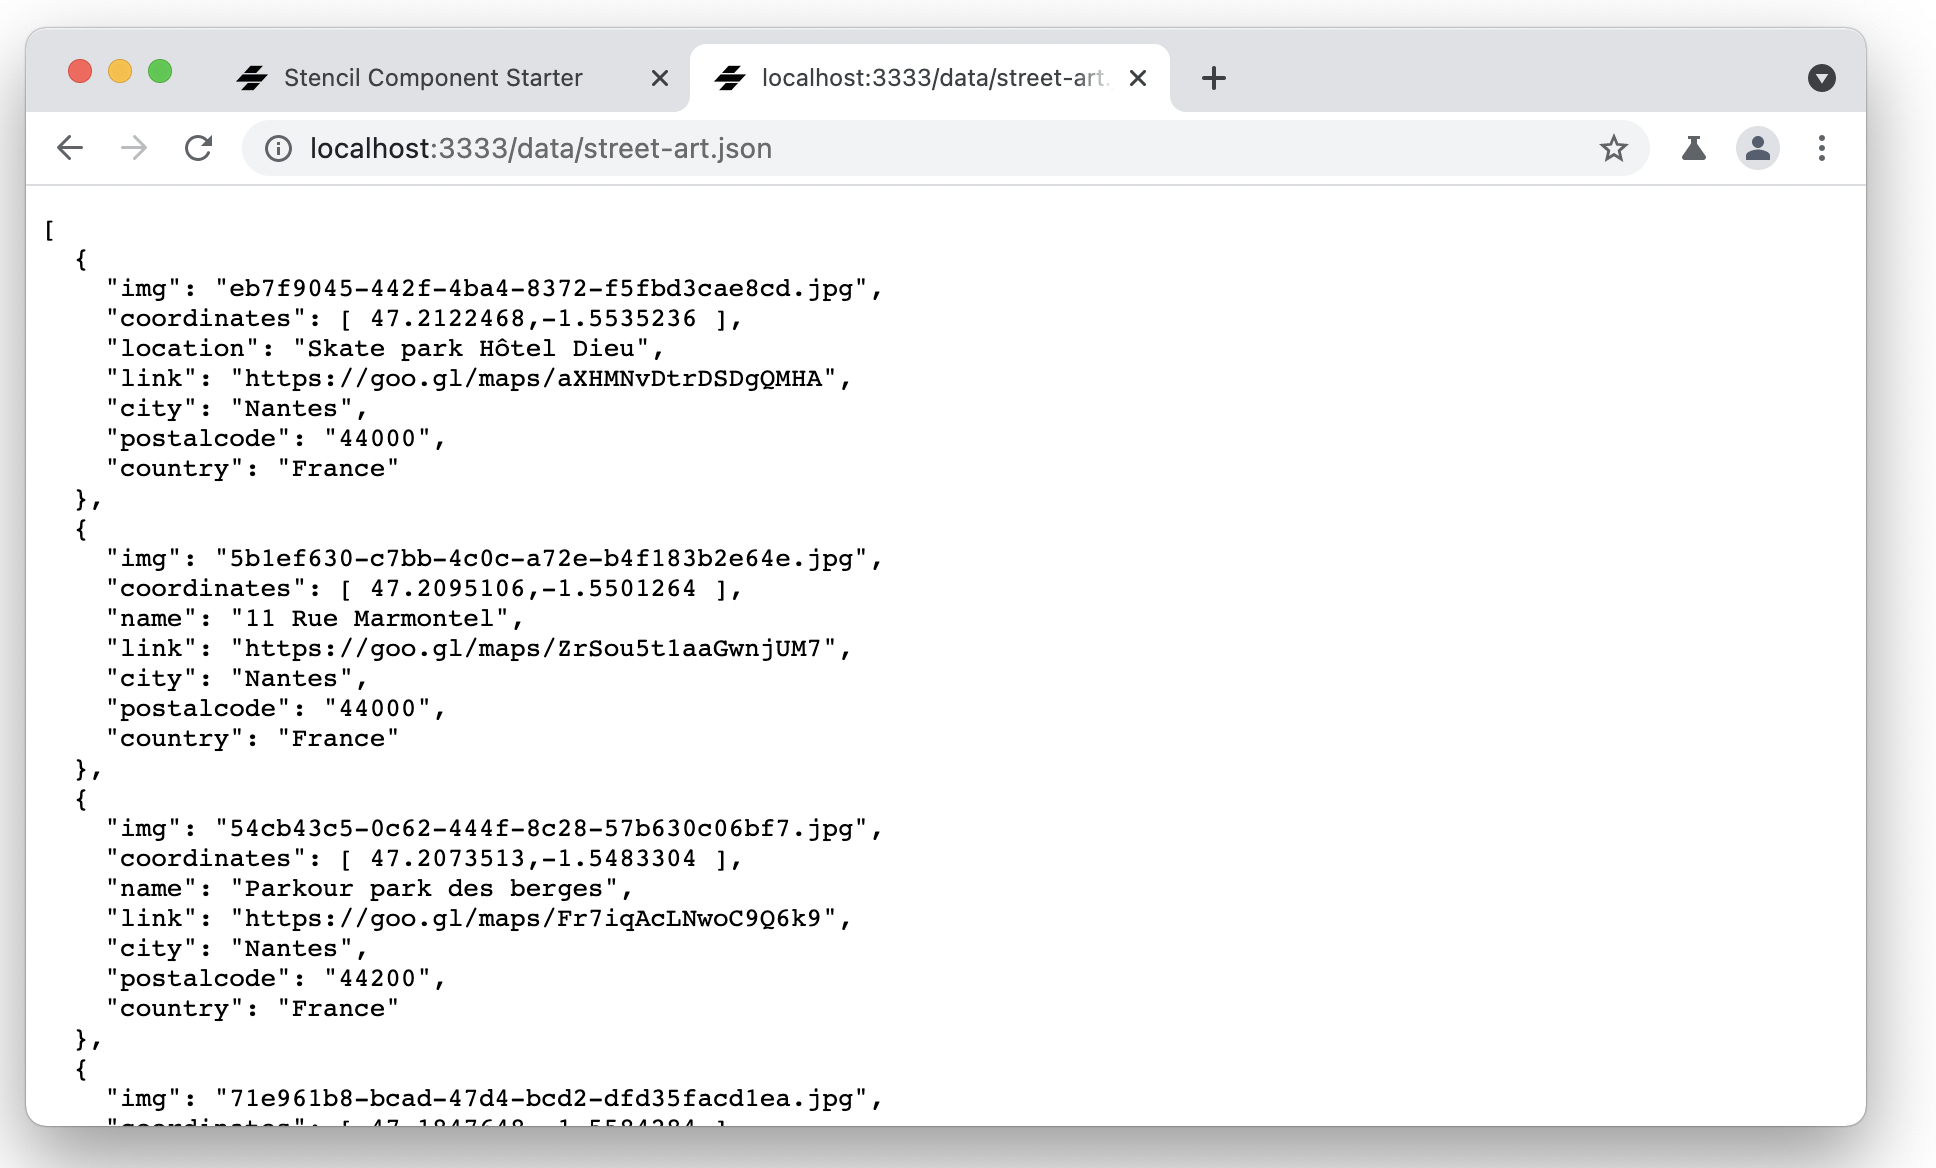 Stencil Component Starter
localhost:3333/data/street-art.
localhost:3333/data/street-art.json
[
{
"img": "eb7f9045-442f-4ba4-8372-f5fbd3cae8cd.jpg",
"coordinates": [ 47.2122468,-1.5535236 ],
"location": "Skate park Hôtel Dieu",
"link": "https://goo.gl/maps/aXHMNvDtrDSDgQMHA",
"city": "Nantes",
"postalcode": "44000",
"country": "France"
},
{
"img": "5b1ef630-c7bb-4c0c-a72e-b4f183b2e64e.jpg",
"coordinates": [ 47.2095106,-1.5501264 ],
"name": "11 Rue Marmontel",
"link": "https://goo.gl/maps/ZrSou5t1aaGwnjUM7",
"city": "Nantes",
"postalcode": "44000",
"country": "France"
},
{
"img": "54cb43c5-0c62-444f-8c28-57b630c06bf7.jpg",
"coordinates": [ 47.2073513,-1.5483304 ],
"name": "Parkour park des berges",
"link": "https://goo.gl/maps/Fr7iqAcLNwoC9Q6k9",
"city": "Nantes",
"postalcode": "44200",
"country": "France"
},
{
"img": "71e961b8-bcad-47d4-bcd2-dfd35facd1ea.jpg",
"coordinates": [